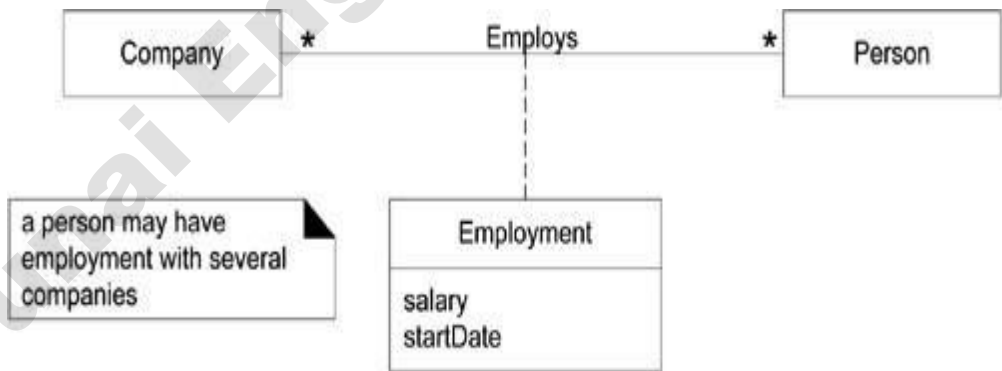 Company * Employs * Person
a person may have
employment with several
companies
Employment
salary
startDate